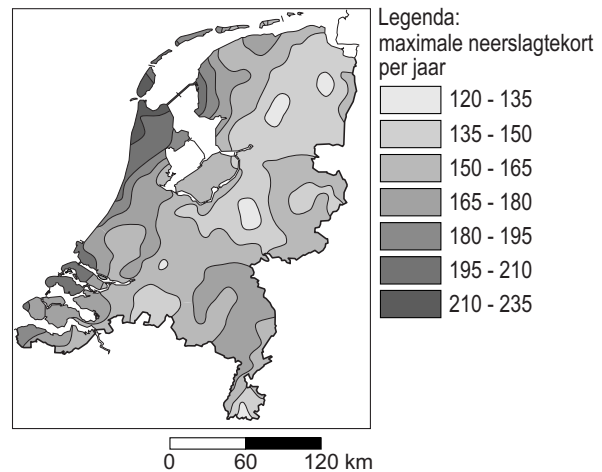 Legenda:
maximale neerslagtekort
per jaar
120 - 135
135 - 150
150 - 165
165 - 180
180 - 195
195 - 210
210 - 235
0 60 120 km